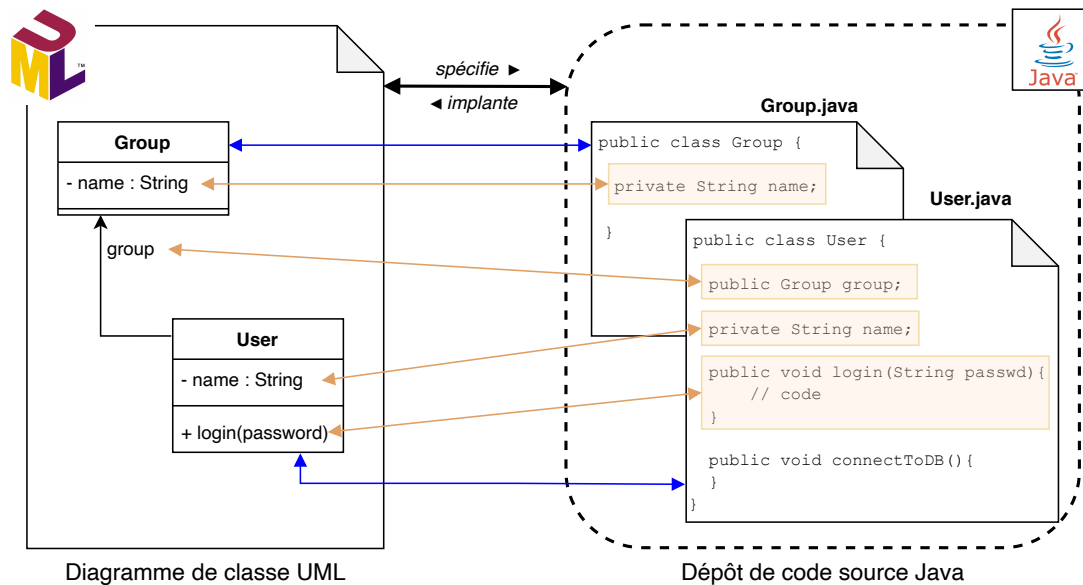 UML
TM
spécifie ►
◄ implante
Java
Group.java
Group
- name : String
group
User
- name : String
+ login(password)
public class Group {
private String name;
}
User.java
public class User {
public Group group;
private String name;
public void login(String passwd){
// code
}
public void connectToDB(){
}
}
Diagramme de classe UML
Dépôt de code source Java